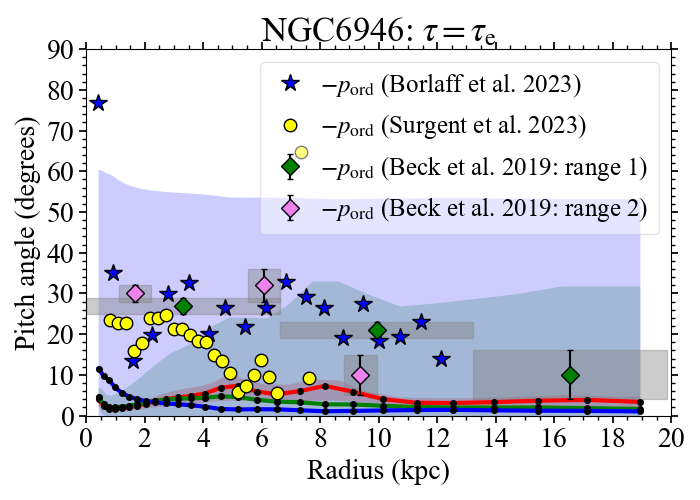 NGC6946: τ = τe
Pitch angle (degrees)
90
80
70
60
50
40
30
20
10
0
−pord (Borlaff et al. 2023)
−pord (Surgent et al. 2023)
−pord (Beck et al. 2019: range 1)
−pord (Beck et al. 2019: range 2)
0 2 4 6 8 10 12 14 16 18 20
Radius (kpc)